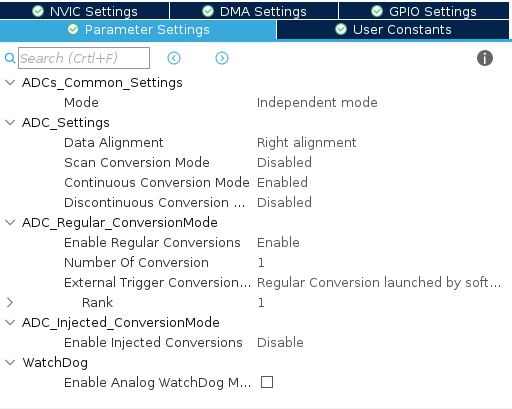 NVIC Settings DMA Settings GPIO Settings
Parameter Settings User Constants
Search (Crtl+F)
ADCs_Common_Settings
Mode Independent mode
ADC_Settings
Data Alignment Right alignment
Scan Conversion Mode Disabled
Continuous Conversion Mode Enabled
Discontinuous Conversion ... Disabled
ADC_Regular_ConversionMode
Enable Regular Conversions Enable
Number Of Conversion 1
External Trigger Conversion... Regular Conversion launched by soft...
Rank 1
ADC_Injected_ConversionMode
Enable Injected Conversions Disable
WatchDog
Enable Analog WatchDog M...